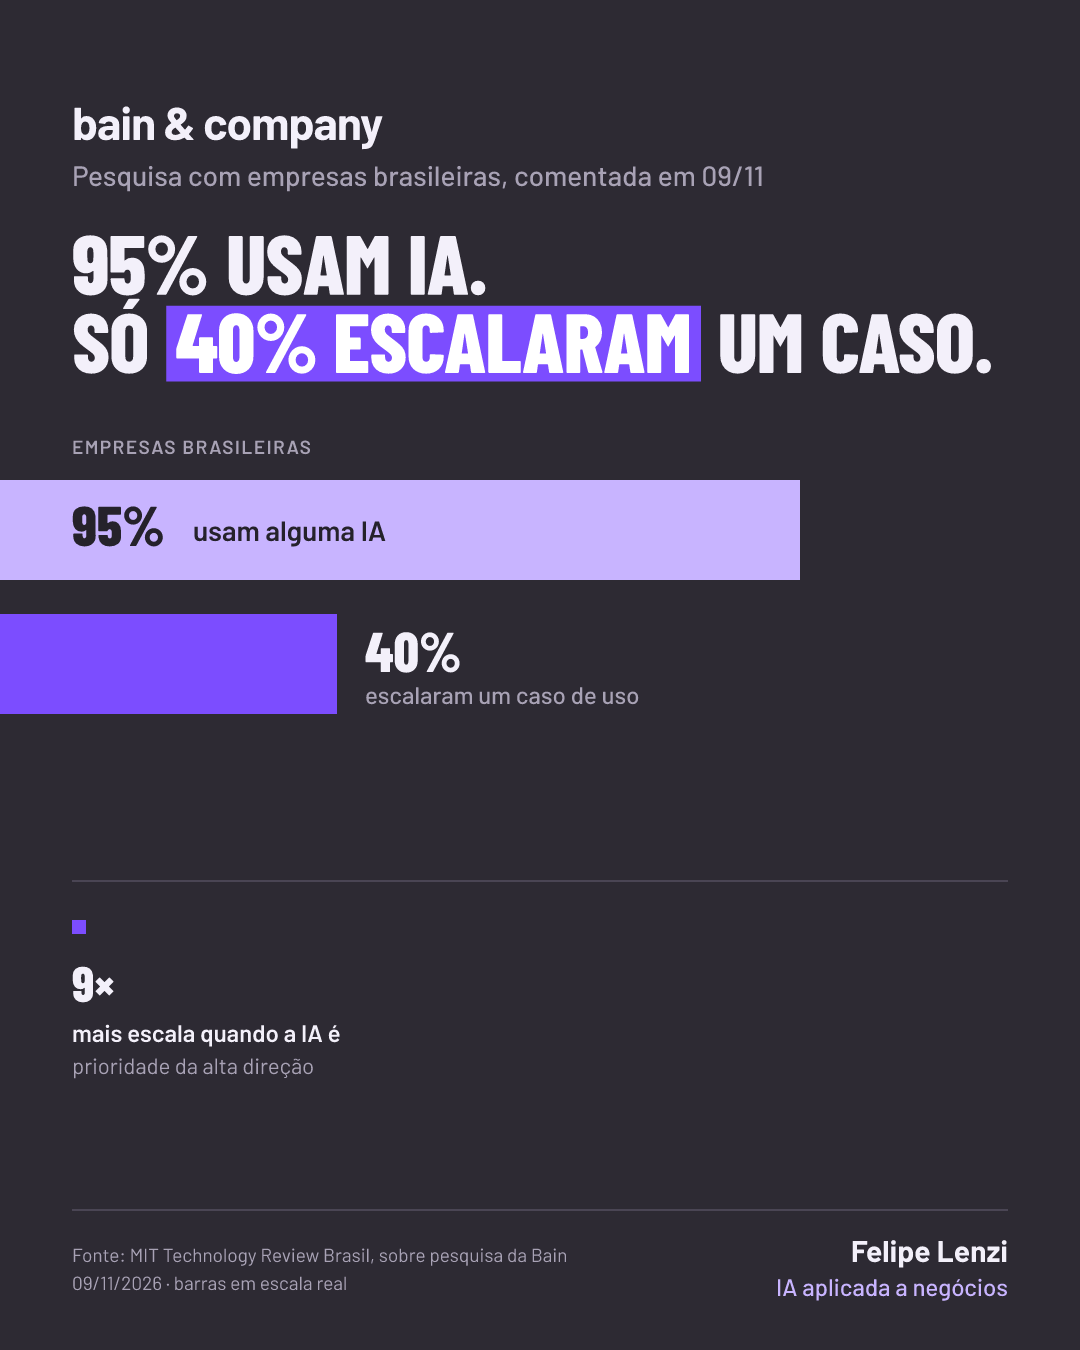 bain & company
Pesquisa com empresas brasileiras, comentada em 09/11
95% USAM IA.
SÓ 40% ESCALARAM UM CASO.
EMPRESAS BRASILEIRAS
95% usam alguma IA
40%
escalaram um caso de uso
9×
mais escala quando a IA é
prioridade da alta direção
Fonte: MIT Technology Review Brasil, sobre pesquisa da Bain
09/11/2026 · barras em escala real
Felipe Lenzi
IA aplicada a negócios